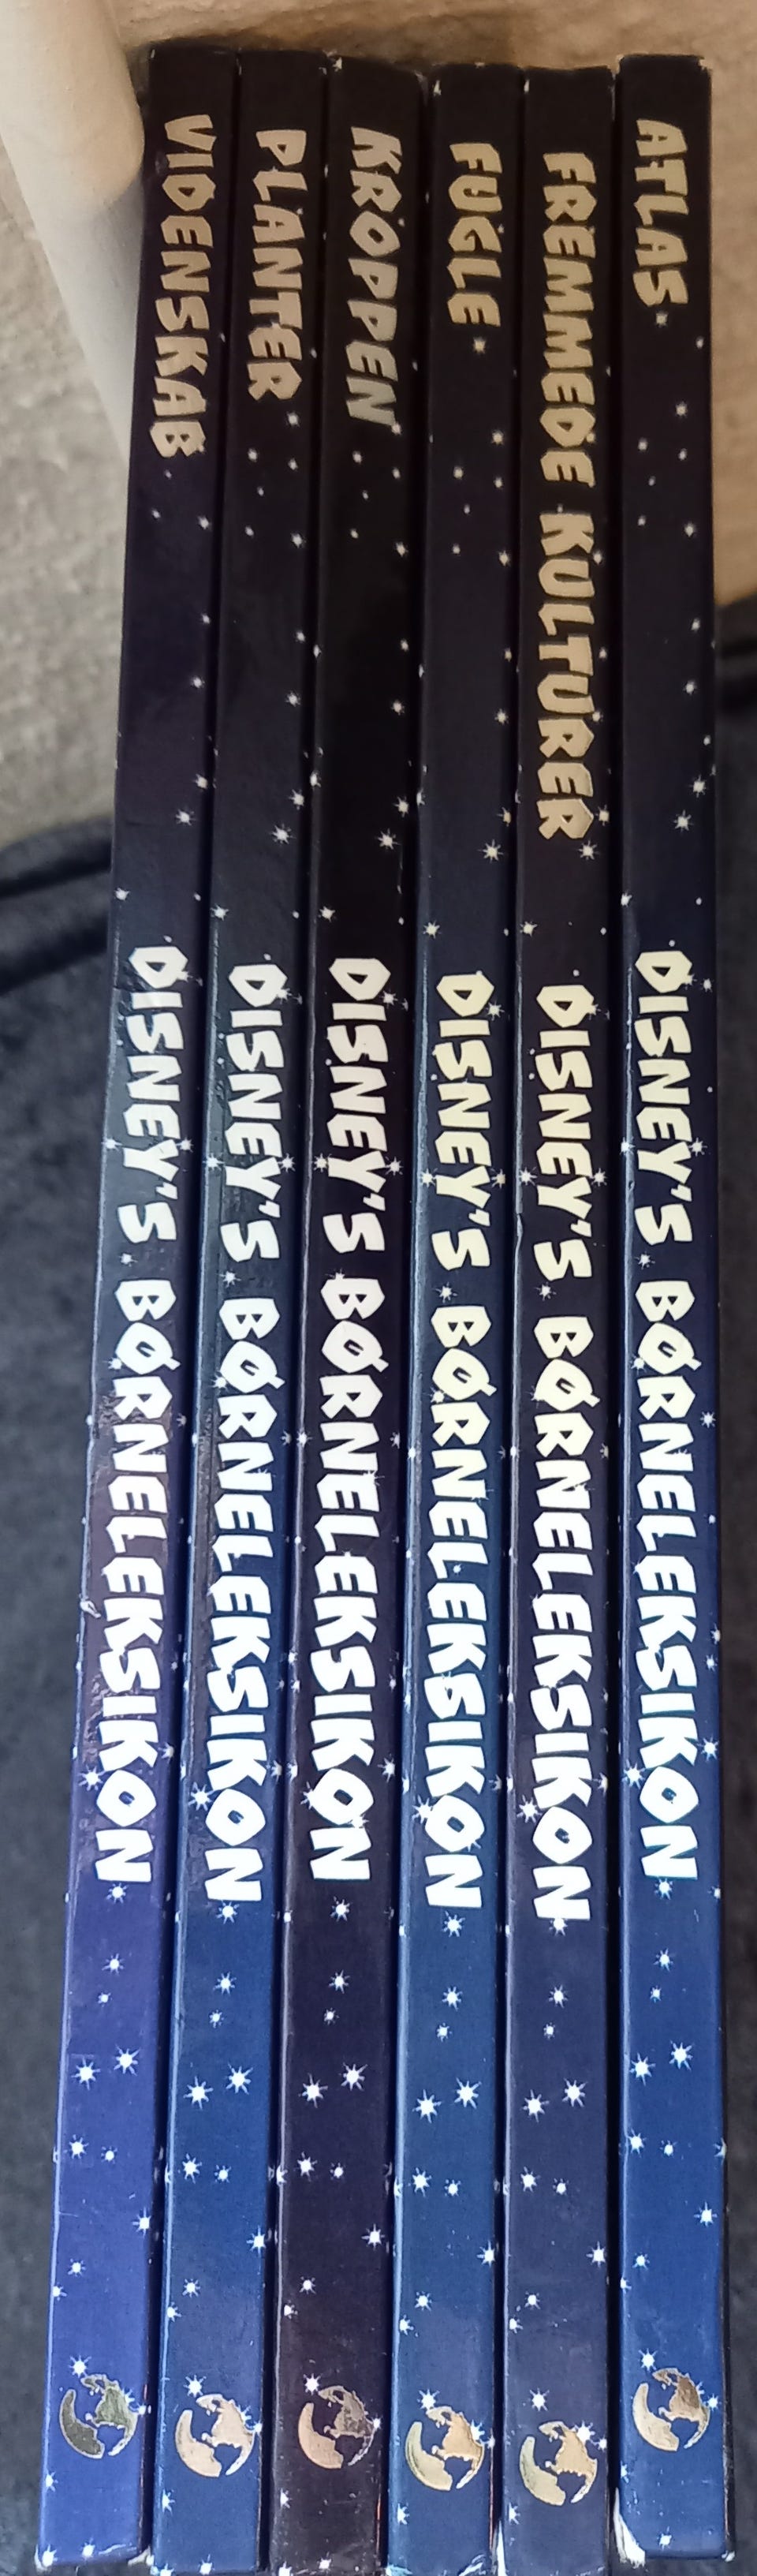 VIDENSKAB DISNEY'S BØRNELEKSIKON
PLANTER DISNEY'S BØRNELEKSIKON
KROPPEN DISNEY'S BØRNELEKSIKON
FUGLE DISNEY'S BØRNELEKSIKON
FREMMEDE KULTURER DISNEY'S BØRNELEKSIKON
ATLAS DISNEY'S BØRNELEKSIKON